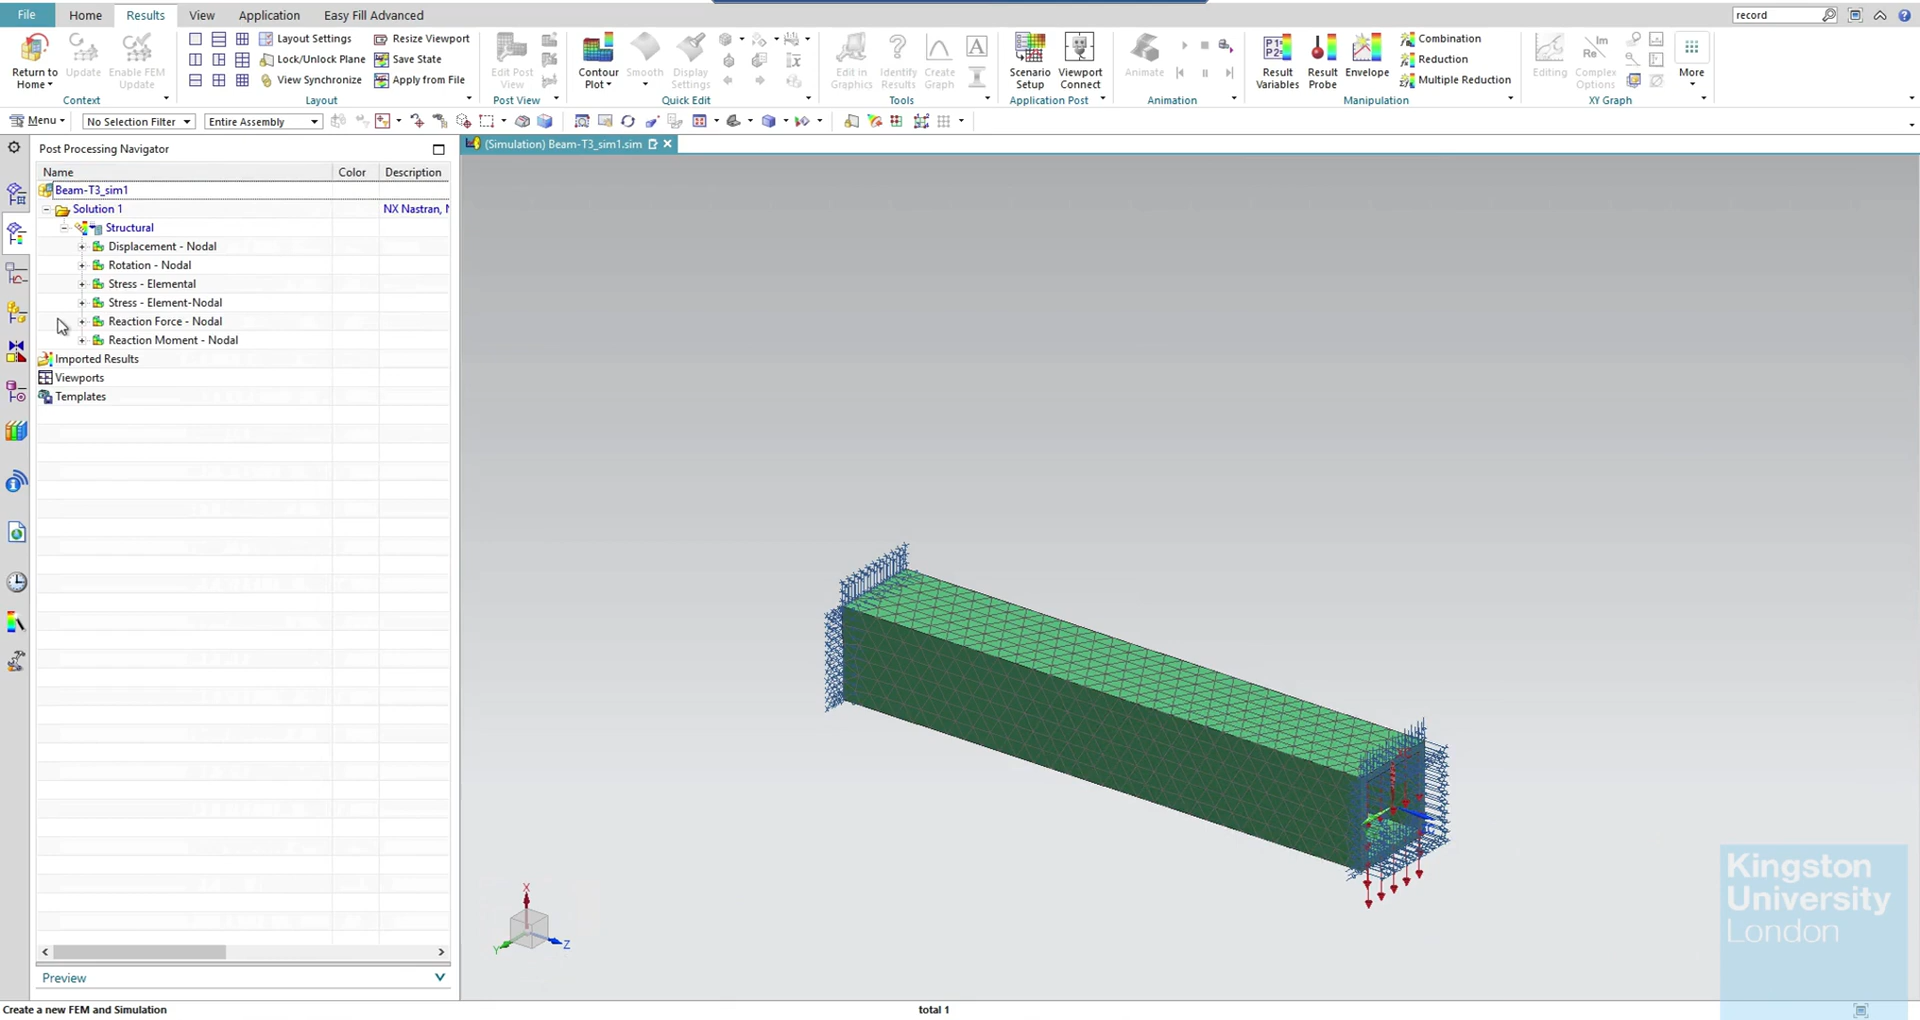 File
Home
Results
View
Application
Easy Fill Advanced
record
Return to Home
Update
Enable FEM Update
Context
Layout Settings
Lock/Unlock Plane
View Synchronize
Resize Viewport
Save State
Apply from File
Layout
Edit Post View
Post View
Contour Plot
Smooth
Display Settings
Quick Edit
Edit in Graphics
Identify Results
Create Graph
Tools
Scenario Setup
Viewport Connect
Application Post
Animate
Animation
Result Variables
Result Probe
Envelope
Combination
Reduction
Multiple Reduction
Manipulation
Editing
Complex Options
XY Graph
More
Menu
No Selection Filter
Entire Assembly
Post Processing Navigator
(Simulation) Beam-T3_sim1.sim
Name
Color
Description
Beam-T3_sim1
Solution 1
NX Nastran, N
Structural
Displacement - Nodal
Rotation - Nodal
Stress - Elemental
Stress - Element-Nodal
Reaction Force - Nodal
Reaction Moment - Nodal
Imported Results
Viewports
Templates
X
Y
Z
Kingston
University
London
Preview
Create a new FEM and Simulation
total 1